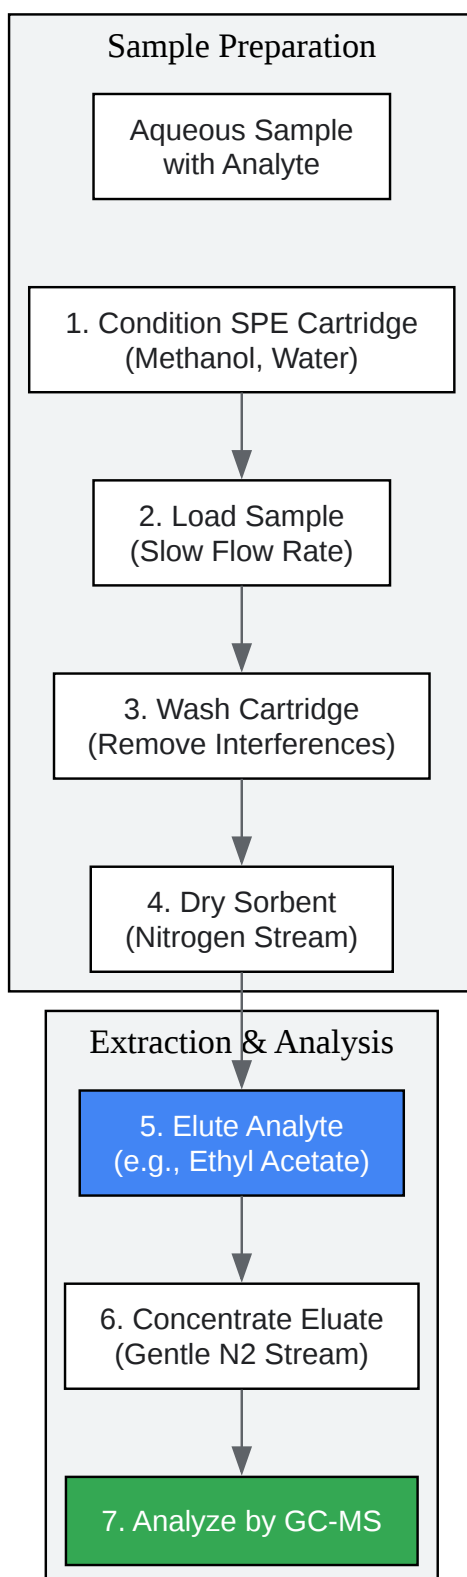 Sample Preparation
Aqueous Sample
with Analyte
1. Condition SPE Cartridge
(Methanol, Water)
2. Load Sample
(Slow Flow Rate)
3. Wash Cartridge
(Remove Interferences)
4. Dry Sorbent
(Nitrogen Stream)
Extraction & Analysis
5. Elute Analyte
(e.g., Ethyl Acetate)
6. Concentrate Eluate
(Gentle N2 Stream)
7. Analyze by GC-MS